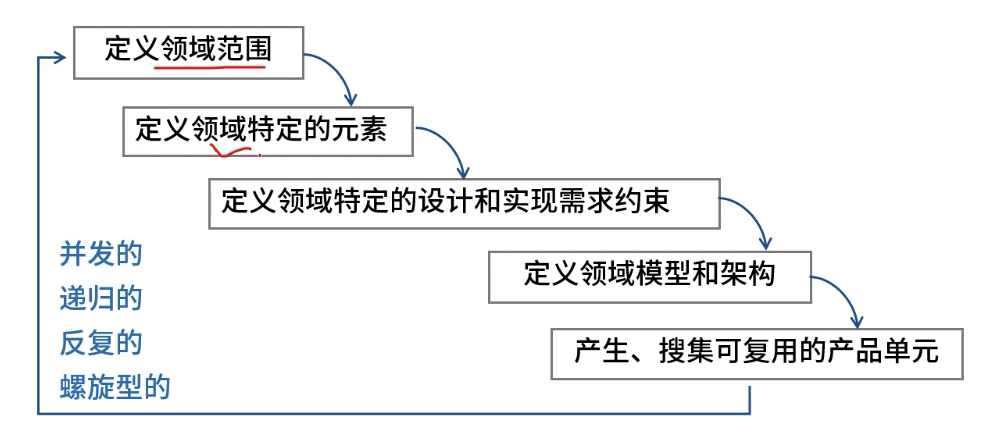 定义领域范围
定义领域特定的元素
定义领域特定的设计和实现需求约束
定义领域模型和架构
产生、搜集可复用的产品单元
并发的
递归的
反复的
螺旋型的